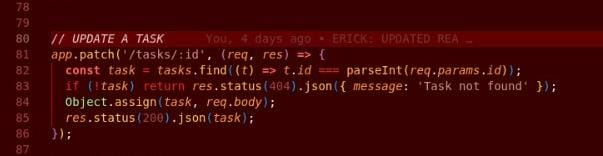 78
79
80 // UPDATE A TASK You, 4 days ago • ERICK: UPDATED REA …
81 app.patch('/tasks/:id', (req, res) => {
82 const task = tasks.find((t) => t.id === parseInt(req.params.id));
83 if (!task) return res.status(404).json({ message: 'Task not found' });
84 Object.assign(task, req.body);
85 res.status(200).json(task);
86 });
87